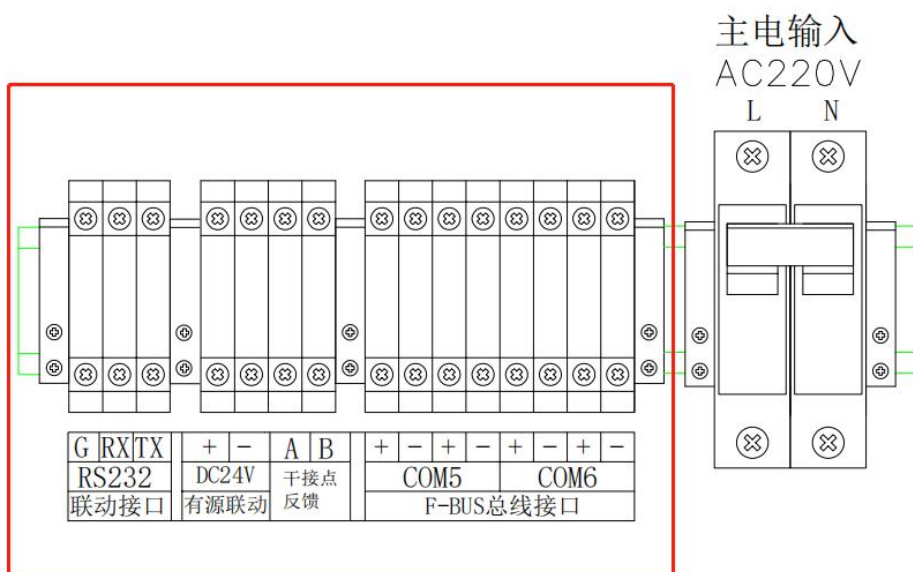 主电输入
AC220V
L N
G RX TX + - A B + - + - + - + -
RS232 DC24V 干接点 COM5 COM6
反馈
联动接口 有源联动 F-BUS总线接口